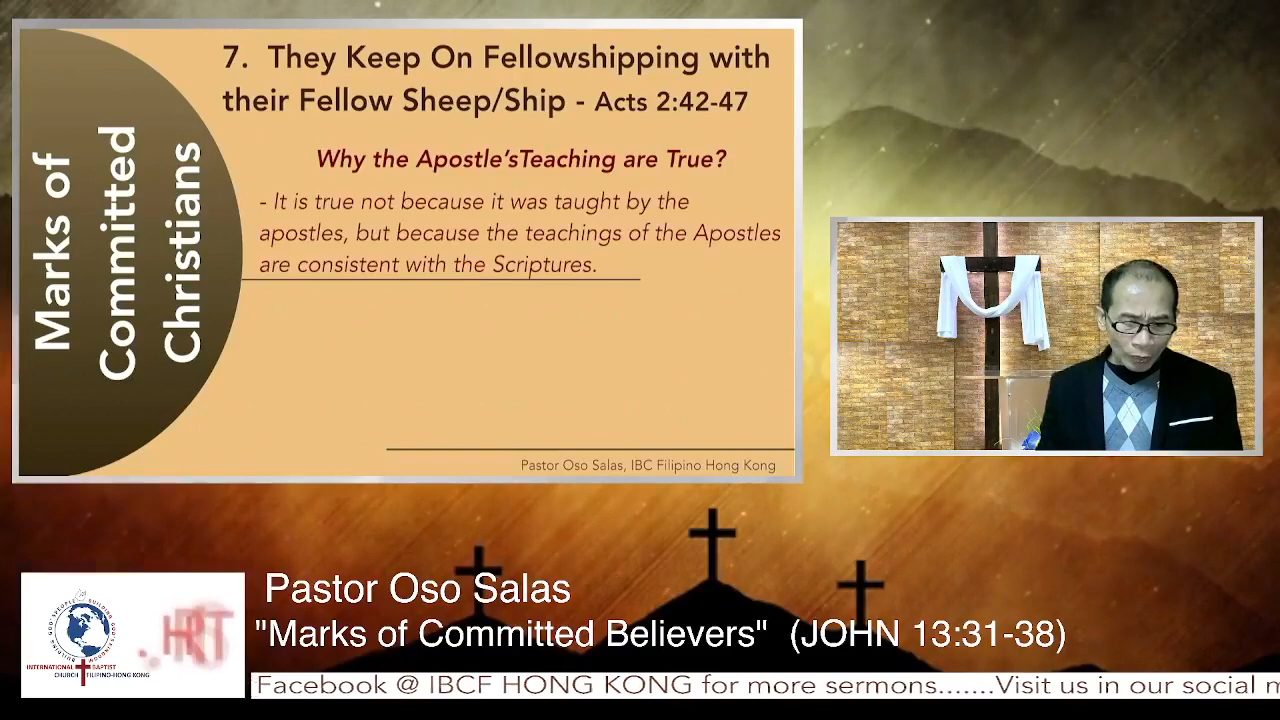 Marks of
Committed
Christians
7. They Keep On Fellowshipping with
their Fellow Sheep/Ship - Acts 2:42-47
Why the Apostle'sTeaching are True?
- It is true not because it was taught by the
apostles, but because the teachings of the Apostles
are consistent with the Scriptures.
Pastor Oso Salas, IBC Filipino Hong Kong
Pastor Oso Salas
"Marks of Committed Believers" (JOHN 13:31-38)
INTERNATIONAL BAPTIST
CHURCH FILIPINO-HONG KONG
Facebook @ IBCF HONG KONG for more sermons.......Visit us in our social